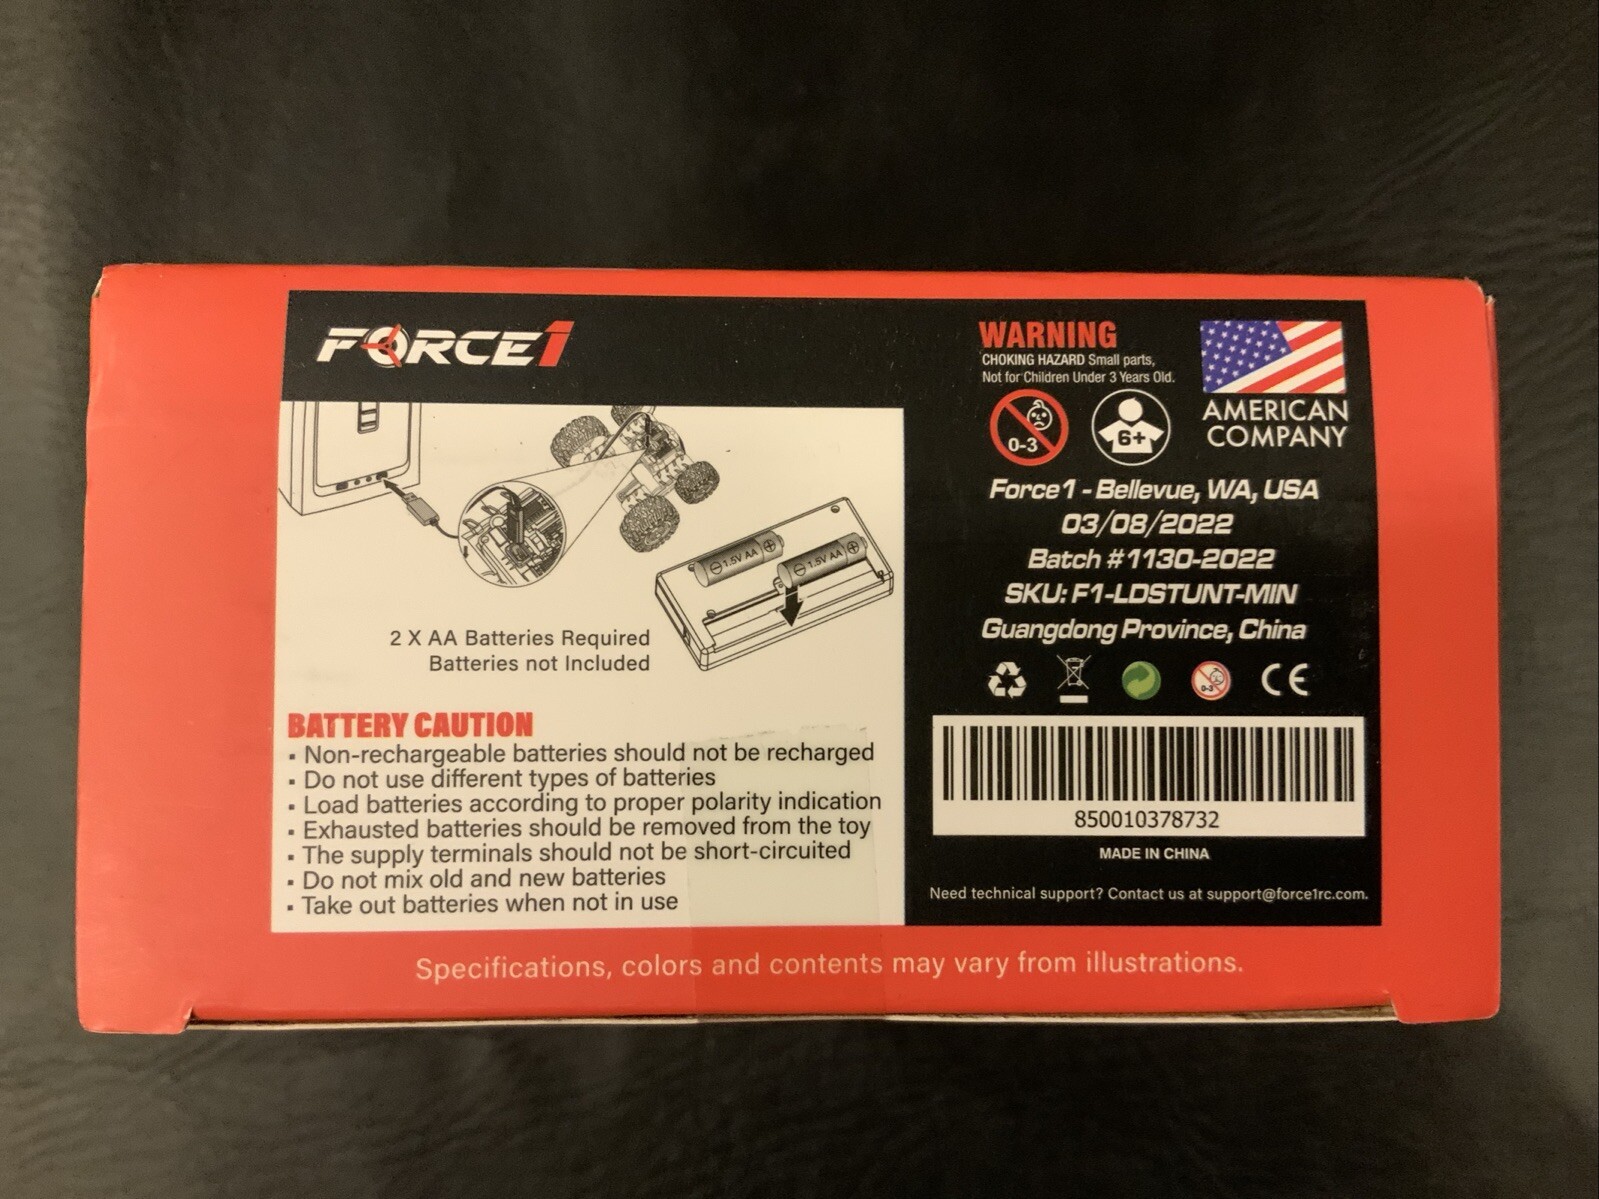 FORCE1
1.5V AA
1.5V AA
2 X AA Batteries Required
Batteries not Included
BATTERY CAUTION
▪ Non-rechargeable batteries should not be recharged
▪ Do not use different types of batteries
▪ Load batteries according to proper polarity indication
▪ Exhausted batteries should be removed from the toy
▪ The supply terminals should not be short-circuited
▪ Do not mix old and new batteries
▪ Take out batteries when not in use
WARNING
CHOKING HAZARD Small parts,
Not for Children Under 3 Years Old.
0-3
6+
AMERICAN
COMPANY
Force1 - Bellevue, WA, USA
03/08/2022
Batch #1130-2022
SKU: F1-LDSTUNT-MIN
Guangdong Province, China
0-3
CE
850010378732
MADE IN CHINA
Need technical support? Contact us at support@force1rc.com.
Specifications, colors and contents may vary from illustrations.